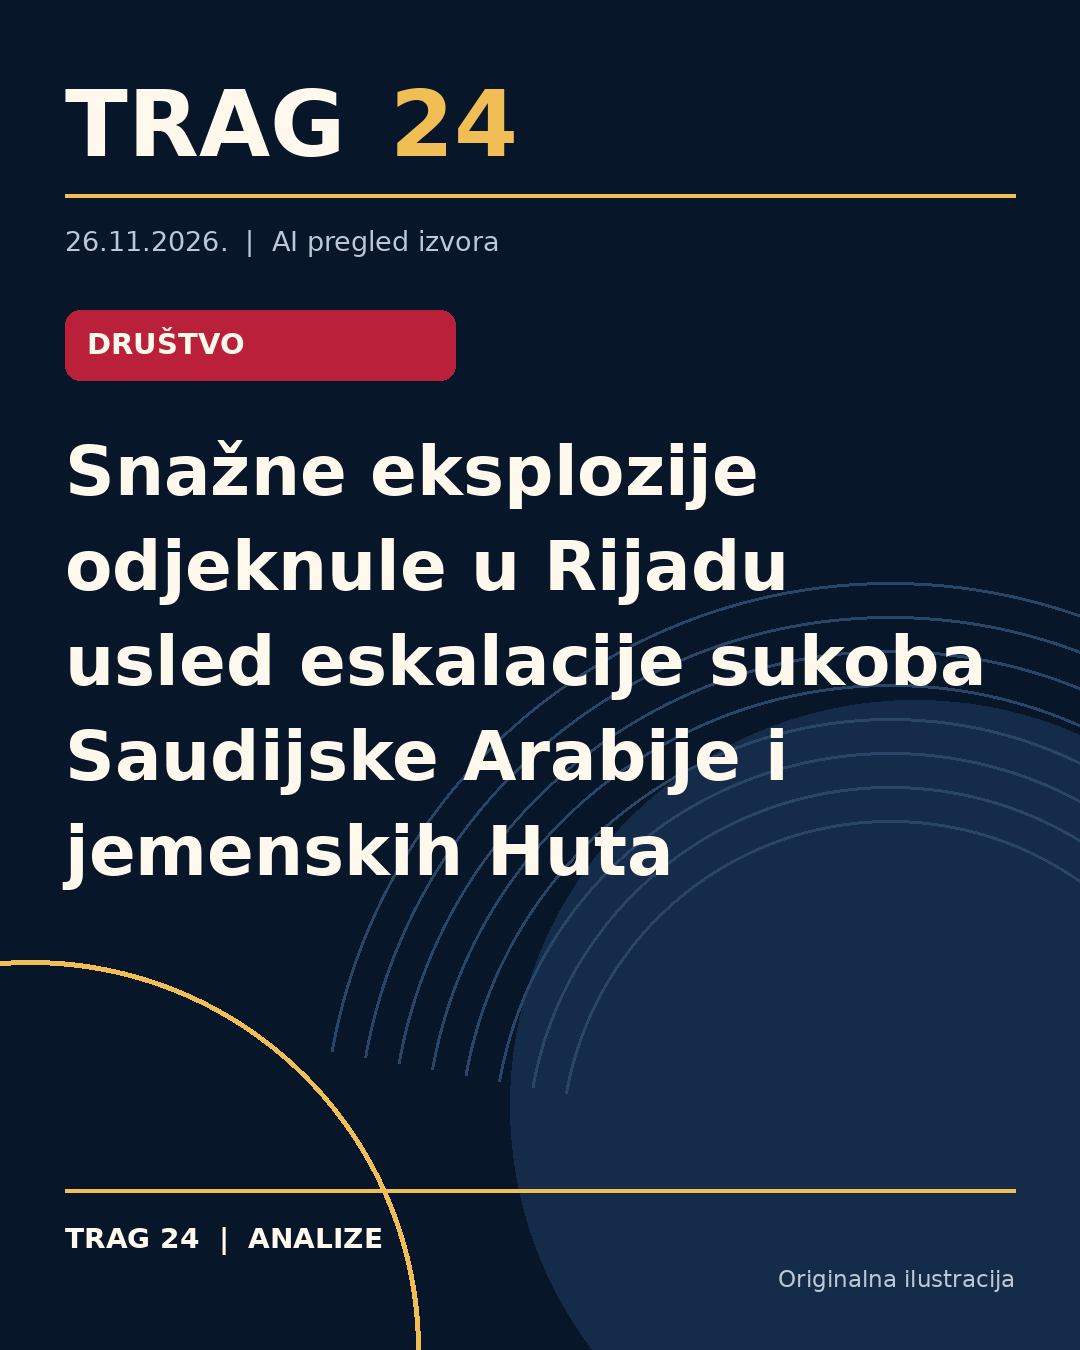 TRAG 24
26.11.2026. | AI pregled izvora
DRUŠTVO
Snažne eksplozije
odjeknule u Rijadu
usled eskalacije sukoba
Saudijske Arabije i
jemenskih Huta
TRAG 24 | ANALIZE
Originalna ilustracija